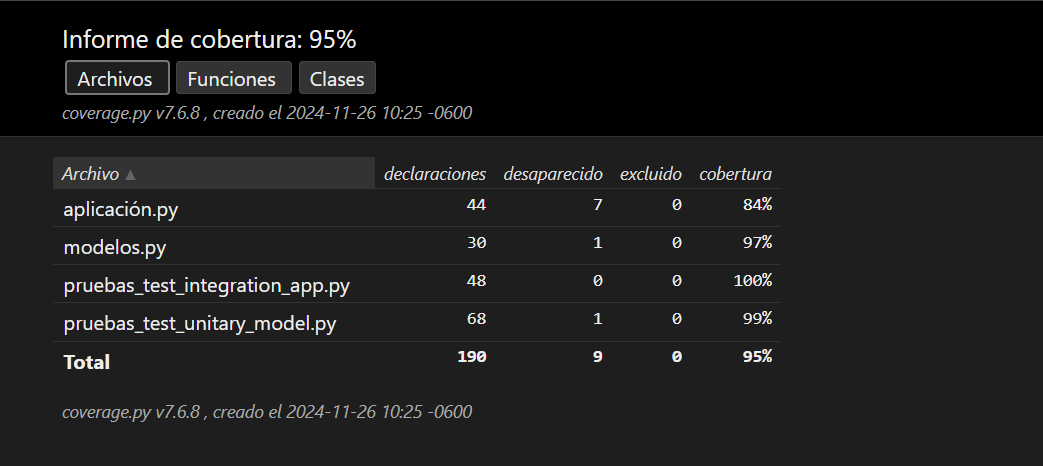 Informe de cobertura: 95%
Archivos Funciones Clases
coverage.py v7.6.8 , creado el 2024-11-26 10:25 -0600
Archivo ▲ declaraciones desaparecido excluido cobertura
aplicación.py 44 7 0 84%
modelos.py 30 1 0 97%
pruebas_test_integration_app.py 48 0 0 100%
pruebas_test_unitary_model.py 68 1 0 99%
Total 190 9 0 95%
coverage.py v7.6.8 , creado el 2024-11-26 10:25 -0600